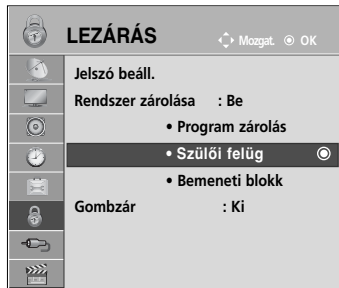 LEZÁRÁS Mozgat. OK
Jelszó beáll.
Rendszer zárolása : Be
• Program zárolás
• Szülői felüg
• Bemeneti blokk
Gombzár : Ki